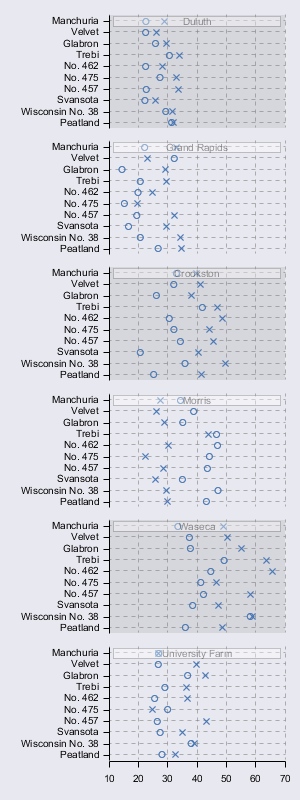 Manchuria Duluth
Velvet
Glabron
Trebi
No. 462
No. 475
No. 457
Svansota
Wisconsin No. 38
Peatland
Manchuria Grand Rapids
Velvet
Glabron
Trebi
No. 462
No. 475
No. 457
Svansota
Wisconsin No. 38
Peatland
Manchuria Crookston
Velvet
Glabron
Trebi
No. 462
No. 475
No. 457
Svansota
Wisconsin No. 38
Peatland
Manchuria Morris
Velvet
Glabron
Trebi
No. 462
No. 475
No. 457
Svansota
Wisconsin No. 38
Peatland
Manchuria Waseca
Velvet
Glabron
Trebi
No. 462
No. 475
No. 457
Svansota
Wisconsin No. 38
Peatland
Manchuria University Farm
Velvet
Glabron
Trebi
No. 462
No. 475
No. 457
Svansota
Wisconsin No. 38
Peatland
10 20 30 40 50 60 70